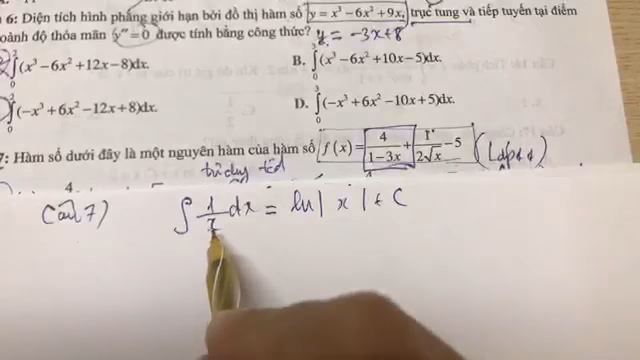 6: Diện tích hình phẳng giới hạn bởi đồ thị hàm số y = x³ − 6x² + 9x, trục tung và tiếp tuyến tại điểm
hoành độ thỏa mãn y'' = 0 được tính bằng công thức? y = −3x+8
∫₀²(x³ − 6x² + 12x − 8)dx.
B. ∫₀³(x³ − 6x² + 10x − 5)dx.
∫₀²(−x³ + 6x² − 12x + 8)dx.
D. ∫₀³(−x³ + 6x² − 10x + 5)dx.
7: Hàm số dưới đây là một nguyên hàm của hàm số f(x) = 4/(1−3x) + 1/(2√x) − 5
Câu 7) ∫ 1/x dx = ln| x | + C